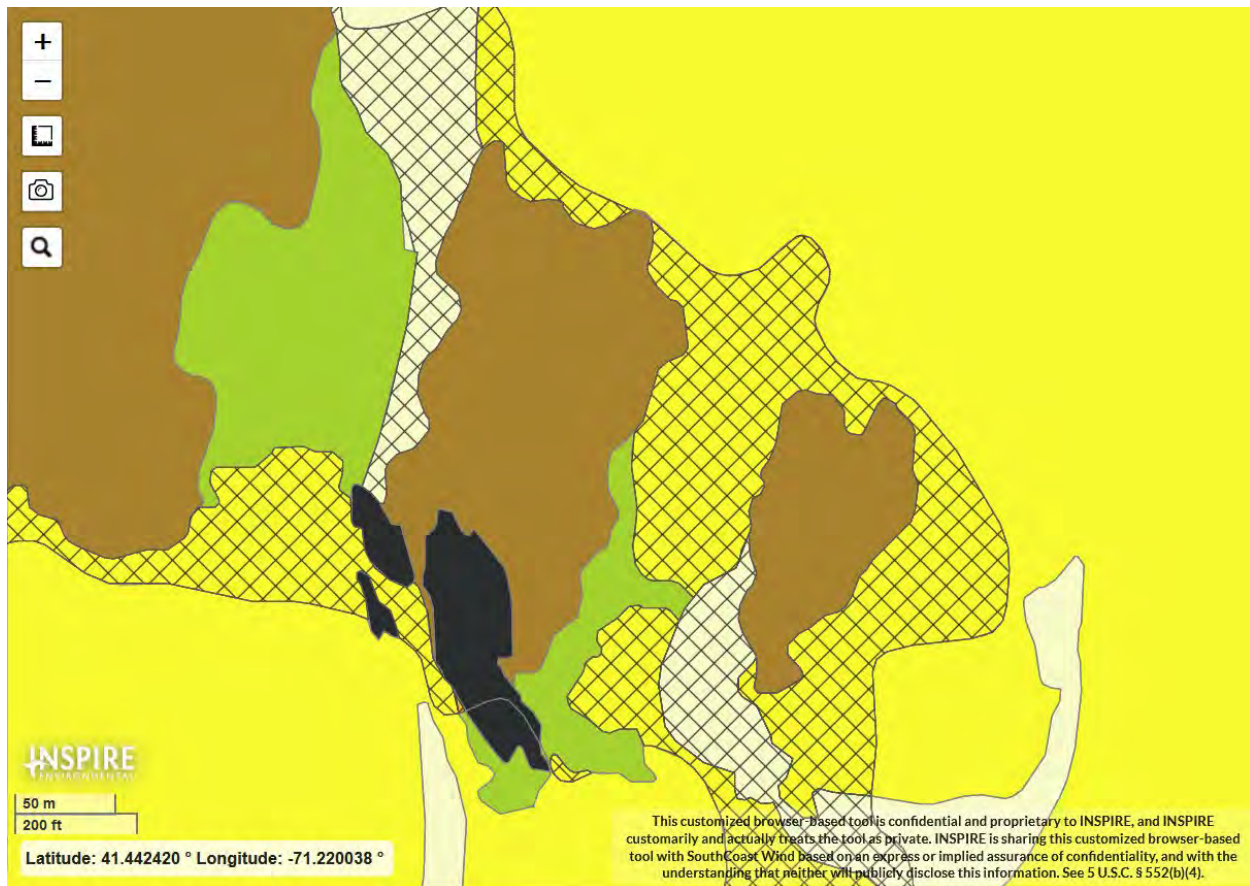 +
−
INSPIRE
ENVIRONMENTAL
50 m
200 ft
Latitude: 41.442420 ° Longitude: -71.220038 °
This customized browser-based tool is confidential and proprietary to INSPIRE, and INSPIRE
customarily and actually treats the tool as private. INSPIRE is sharing this customized browser-based
tool with SouthCoast Wind based on an express or implied assurance of confidentiality, and with the
understanding that neither will publicly disclose this information. See 5 U.S.C. § 552(b)(4).